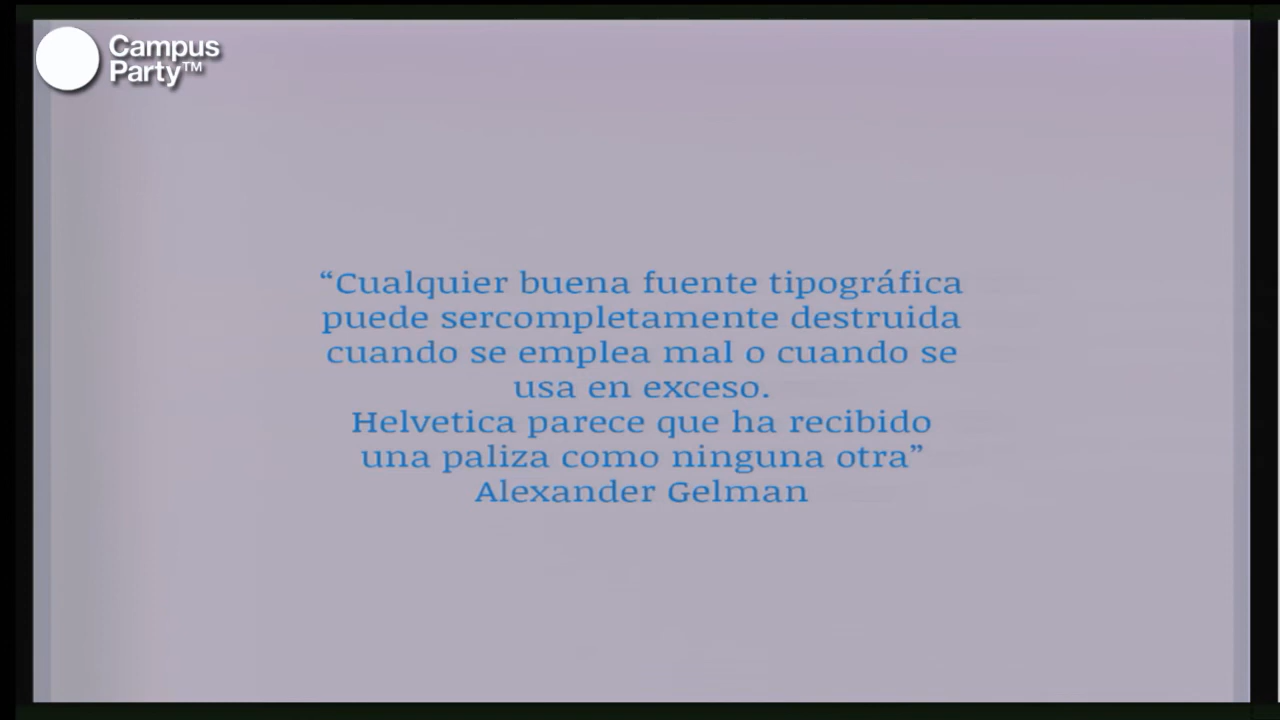 Campus
Party™
“Cualquier buena fuente tipográfica
puede sercompletamente destruida
cuando se emplea mal o cuando se
usa en exceso.
Helvetica parece que ha recibido
una paliza como ninguna otra”
Alexander Gelman